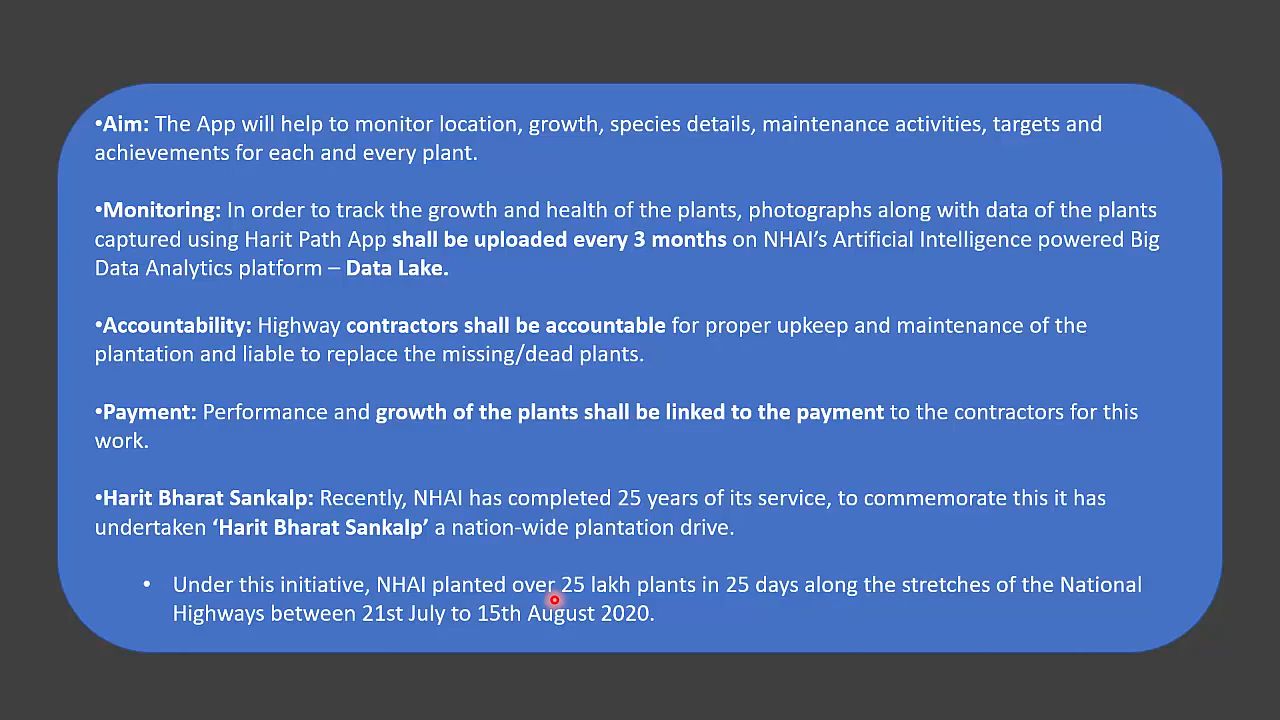 •Aim: The App will help to monitor location, growth, species details, maintenance activities, targets and
achievements for each and every plant.
•Monitoring: In order to track the growth and health of the plants, photographs along with data of the plants
captured using Harit Path App shall be uploaded every 3 months on NHAI’s Artificial Intelligence powered Big
Data Analytics platform – Data Lake.
•Accountability: Highway contractors shall be accountable for proper upkeep and maintenance of the
plantation and liable to replace the missing/dead plants.
•Payment: Performance and growth of the plants shall be linked to the payment to the contractors for this
work.
•Harit Bharat Sankalp: Recently, NHAI has completed 25 years of its service, to commemorate this it has
undertaken ‘Harit Bharat Sankalp’ a nation-wide plantation drive.
• Under this initiative, NHAI planted over 25 lakh plants in 25 days along the stretches of the National
Highways between 21st July to 15th August 2020.